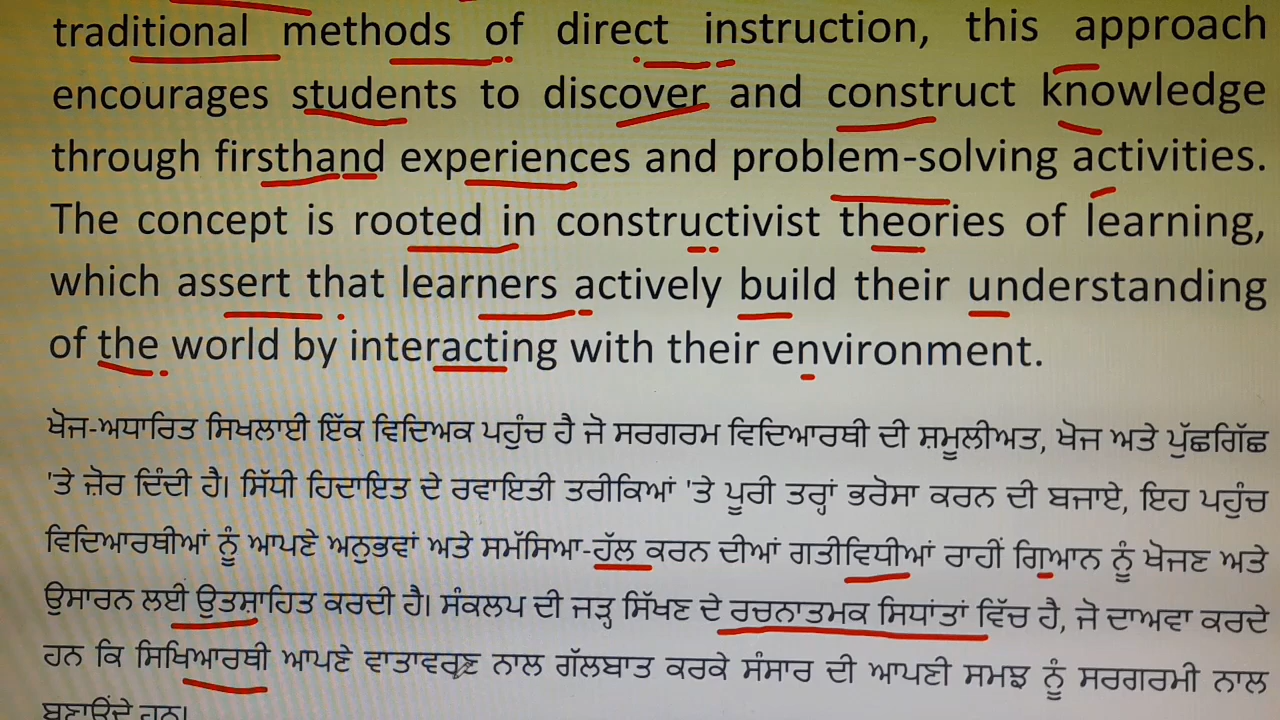 traditional methods of direct instruction, this approach
encourages students to discover and construct knowledge
through firsthand experiences and problem-solving activities.
The concept is rooted in constructivist theories of learning,
which assert that learners actively build their understanding
of the world by interacting with their environment.
ਖੋਜ-ਅਧਾਰਿਤ ਸਿਖਲਾਈ ਇੱਕ ਵਿਦਿਅਕ ਪਹੁੰਚ ਹੈ ਜੋ ਸਰਗਰਮ ਵਿਦਿਆਰਥੀ ਦੀ ਸ਼ਮੂਲੀਅਤ, ਖੋਜ ਅਤੇ ਪੁੱਛਗਿੱਛ
'ਤੇ ਜ਼ੋਰ ਦਿੰਦੀ ਹੈ। ਸਿੱਧੀ ਹਿਦਾਇਤ ਦੇ ਰਵਾਇਤੀ ਤਰੀਕਿਆਂ 'ਤੇ ਪੂਰੀ ਤਰ੍ਹਾਂ ਭਰੋਸਾ ਕਰਨ ਦੀ ਬਜਾਏ, ਇਹ ਪਹੁੰਚ
ਵਿਦਿਆਰਥੀਆਂ ਨੂੰ ਆਪਣੇ ਅਨੁਭਵਾਂ ਅਤੇ ਸਮੱਸਿਆ-ਹੱਲ ਕਰਨ ਦੀਆਂ ਗਤੀਵਿਧੀਆਂ ਰਾਹੀਂ ਗਿਆਨ ਨੂੰ ਖੋਜਣ ਅਤੇ
ਉਸਾਰਨ ਲਈ ਉਤਸ਼ਾਹਿਤ ਕਰਦੀ ਹੈ। ਸੰਕਲਪ ਦੀ ਜੜ੍ਹ ਸਿੱਖਣ ਦੇ ਰਚਨਾਤਮਕ ਸਿਧਾਂਤਾਂ ਵਿੱਚ ਹੈ, ਜੋ ਦਾਅਵਾ ਕਰਦੇ
ਹਨ ਕਿ ਸਿਖਿਆਰਥੀ ਆਪਣੇ ਵਾਤਾਵਰਣ ਨਾਲ ਗੱਲਬਾਤ ਕਰਕੇ ਸੰਸਾਰ ਦੀ ਆਪਣੀ ਸਮਝ ਨੂੰ ਸਰਗਰਮੀ ਨਾਲ
ਬਣਾਉਂਦੇ ਹਨ।